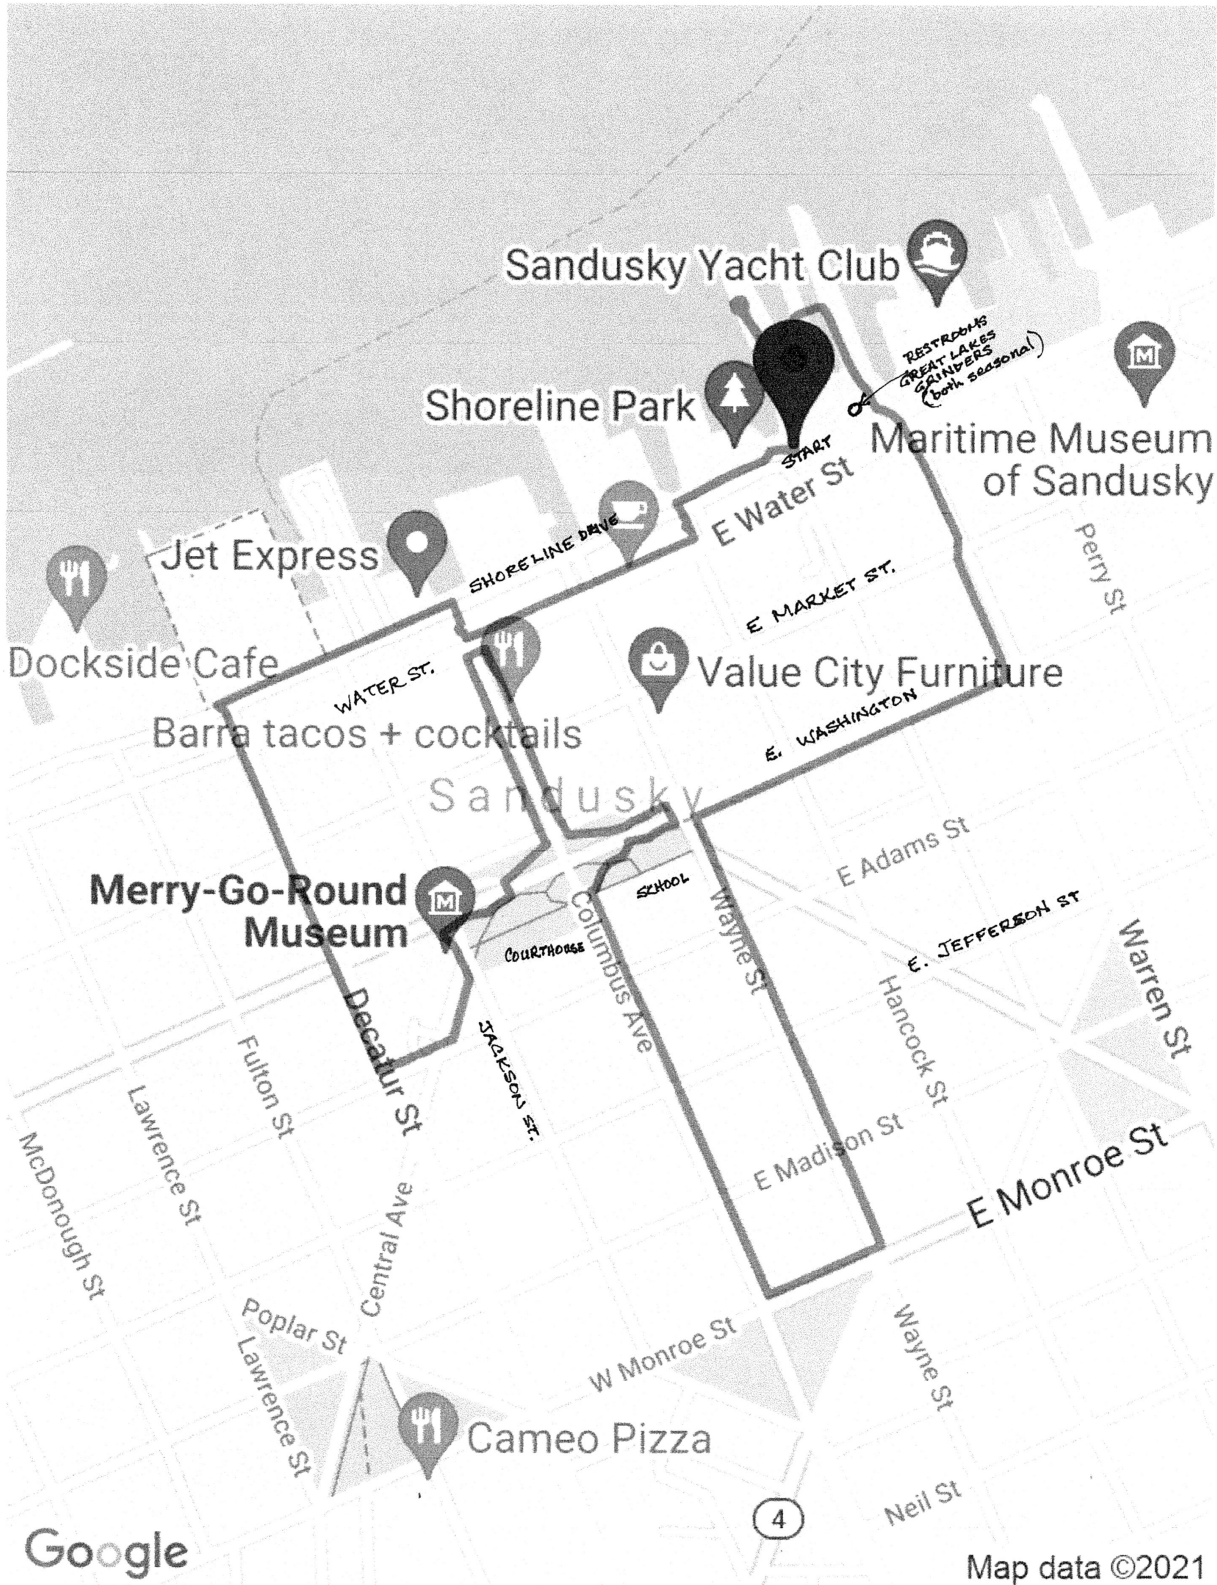 Sandusky Yacht Club
RESTROOMS
GREAT LAKES
GRINDERS
(both seasonal)
Shoreline Park
START
Maritime Museum
of Sandusky
E Water St
Jet Express
SHORELINE DRIVE
Perry St
E MARKET ST.
Dockside Cafe
WATER ST.
Value City Furniture
Barra tacos + cocktails
E. WASHINGTON
Sandusky
E Adams St
Merry-Go-Round
Museum
SCHOOL
COURTHOUSE
Columbus Ave
Wayne St
E. JEFFERSON ST
Hancock St
Warren St
Decatur St
JACKSON ST.
Fulton St
Lawrence St
McDonough St
E Madison St
E Monroe St
Central Ave
Poplar St
Lawrence St
W Monroe St
Wayne St
Cameo Pizza
4
Neil St
Google
Map data ©2021